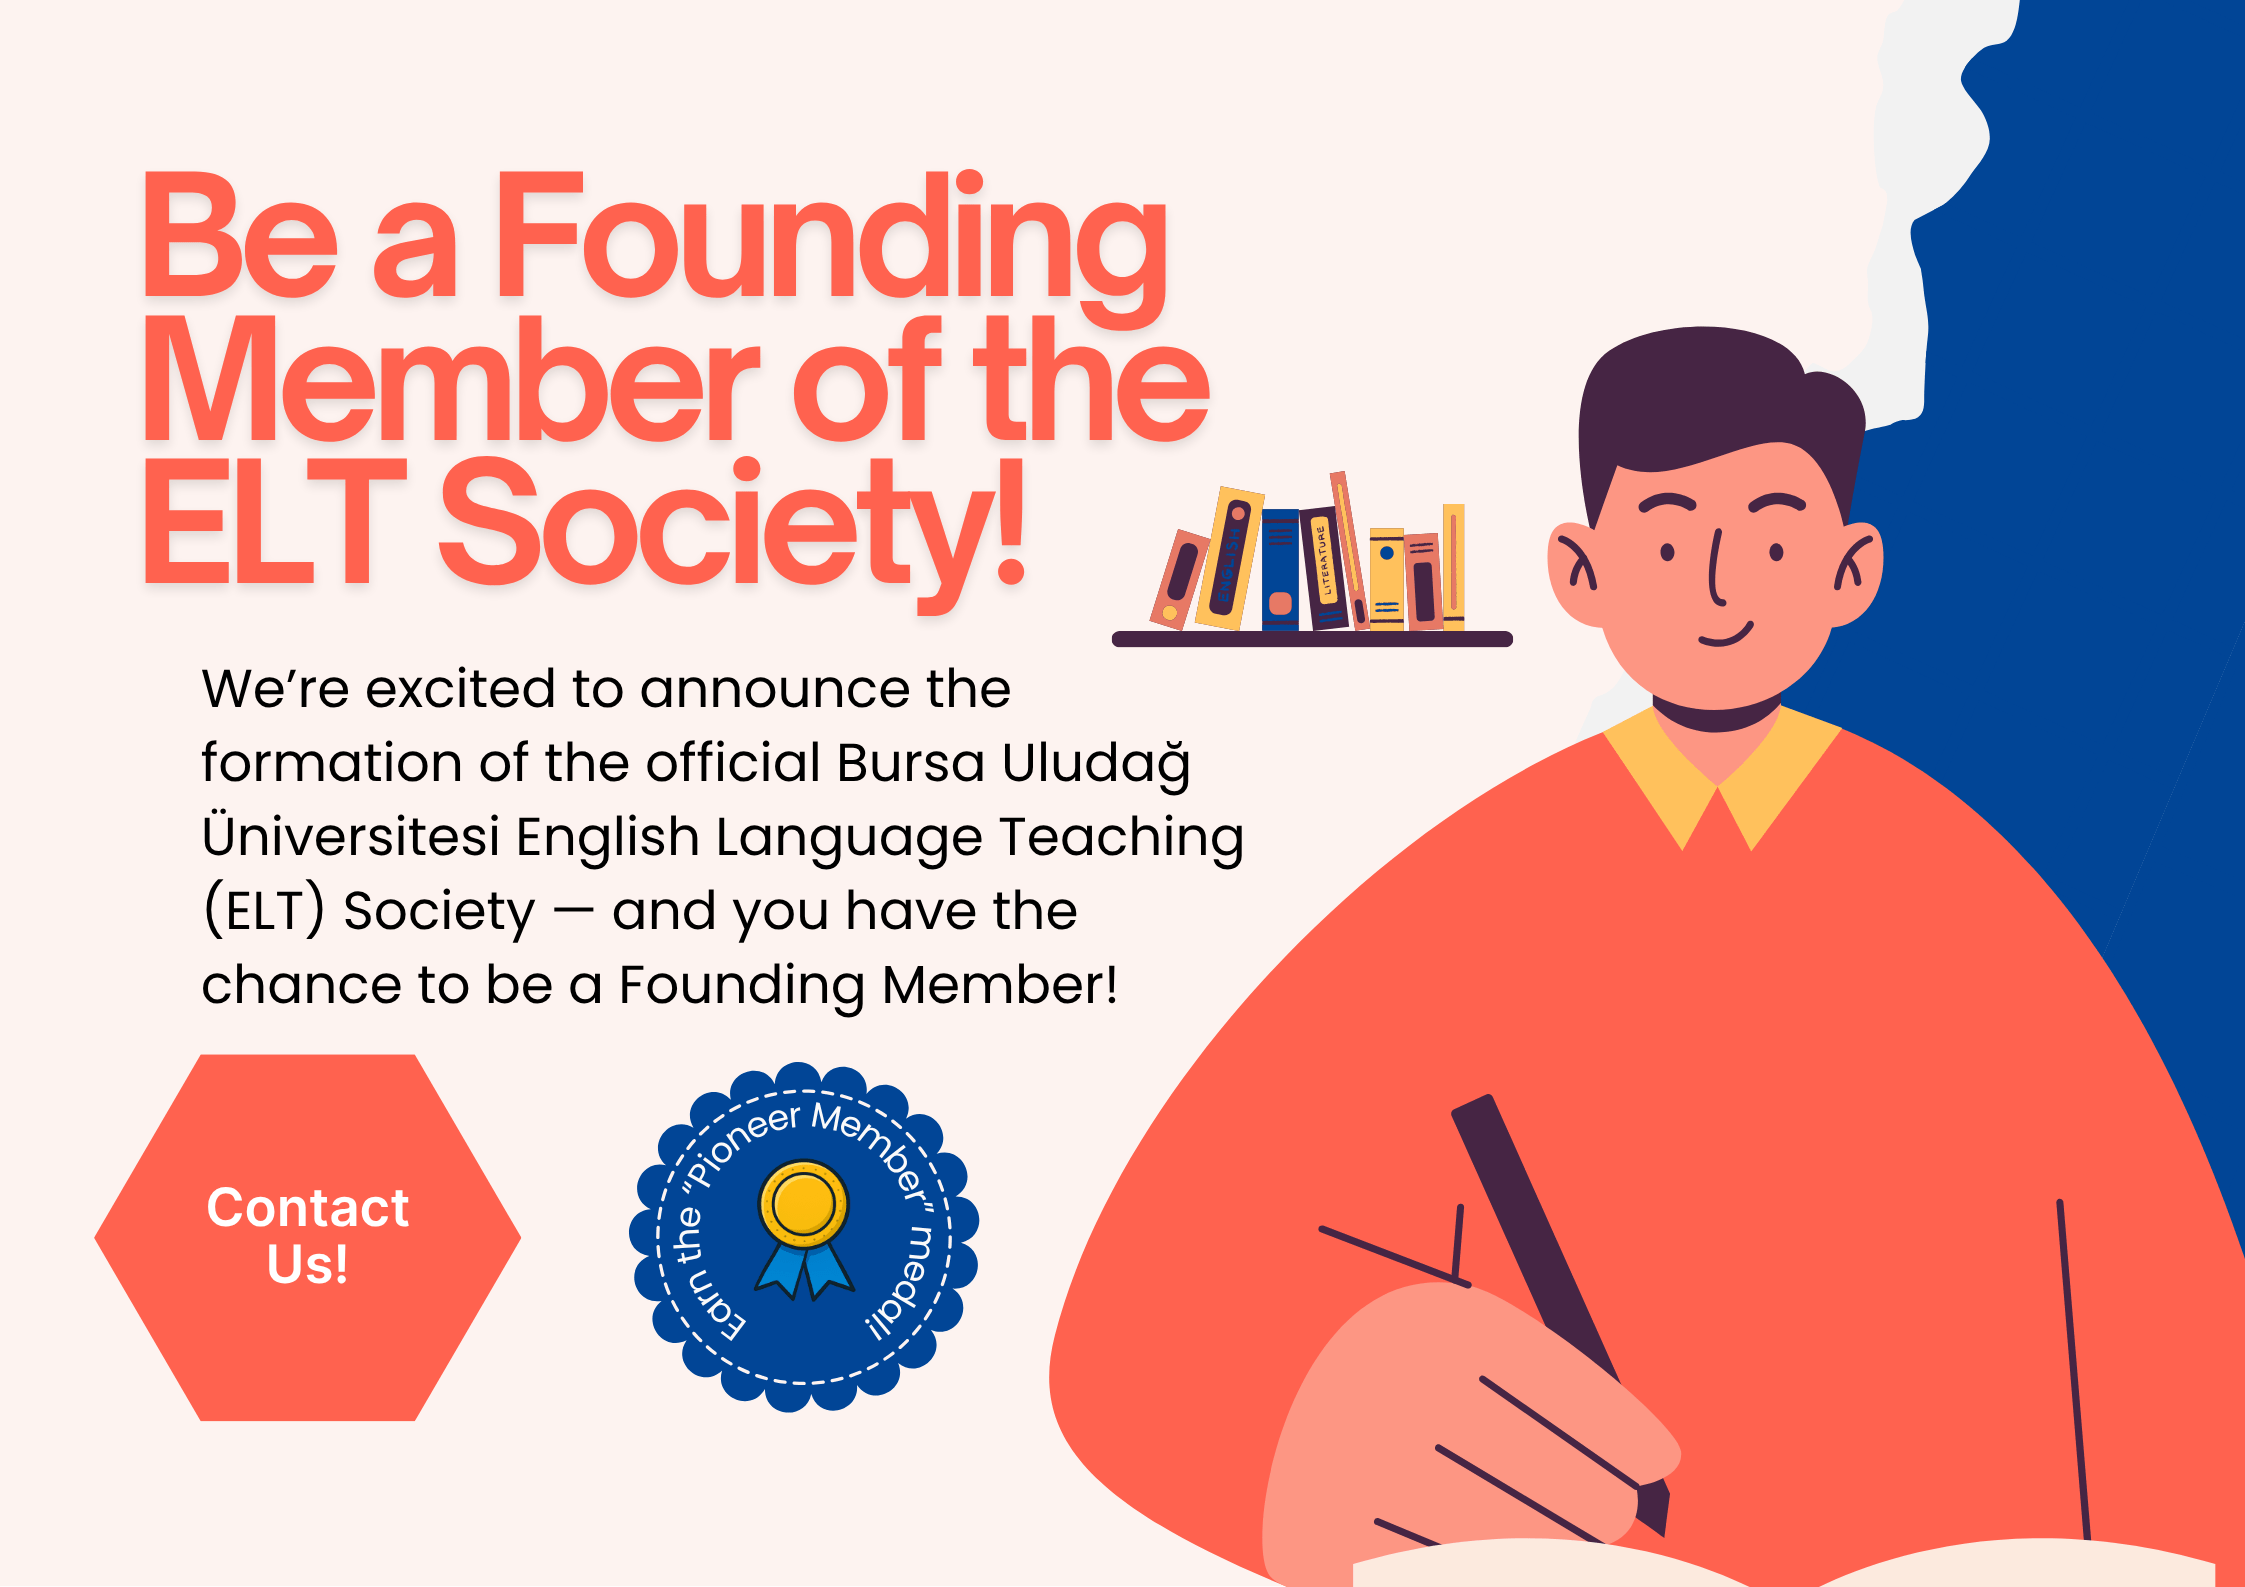 Be a Founding
Member of the
ELT Society!
ENGLISH
LITERATURE
We’re excited to announce the
formation of the official Bursa Uludağ
Üniversitesi English Language Teaching
(ELT) Society — and you have the
chance to be a Founding Member!
Contact
Us!
Earn the “Pioneer Member” medal!